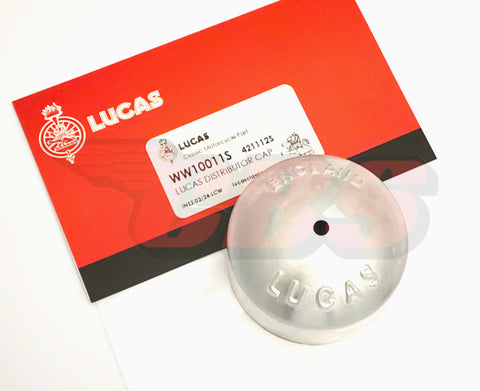 LUCAS
LUCAS
Classic Motorcycle Part
WW10011S 4211125
LUCAS DISTRIBUTOR CAP
ENGLAND
LUCAS